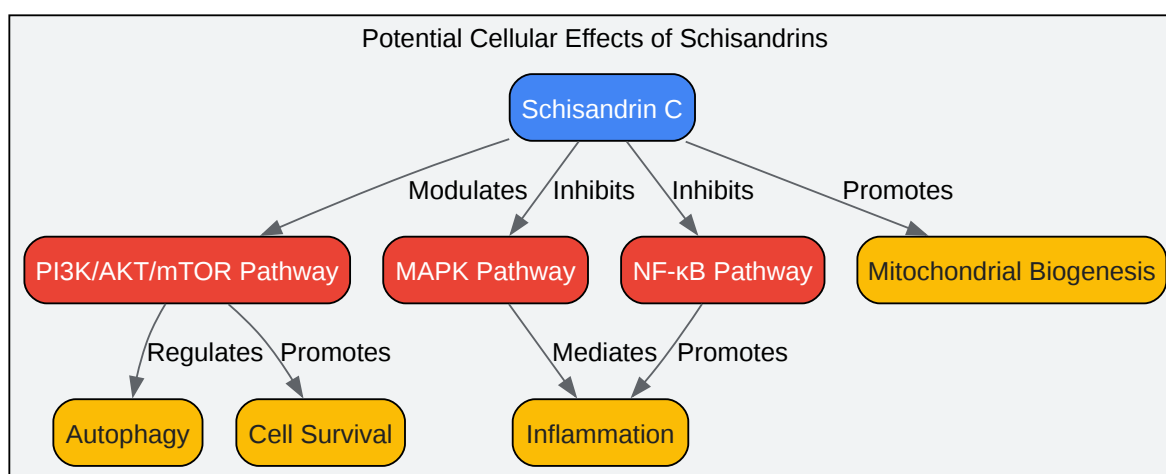 Potential Cellular Effects of Schisandrins
Schisandrin C
Modulates
Inhibits
Inhibits
Promotes
PI3K/AKT/mTOR Pathway
MAPK Pathway
NF-κB Pathway
Mitochondrial Biogenesis
Regulates
Promotes
Mediates
Promotes
Autophagy
Cell Survival
Inflammation